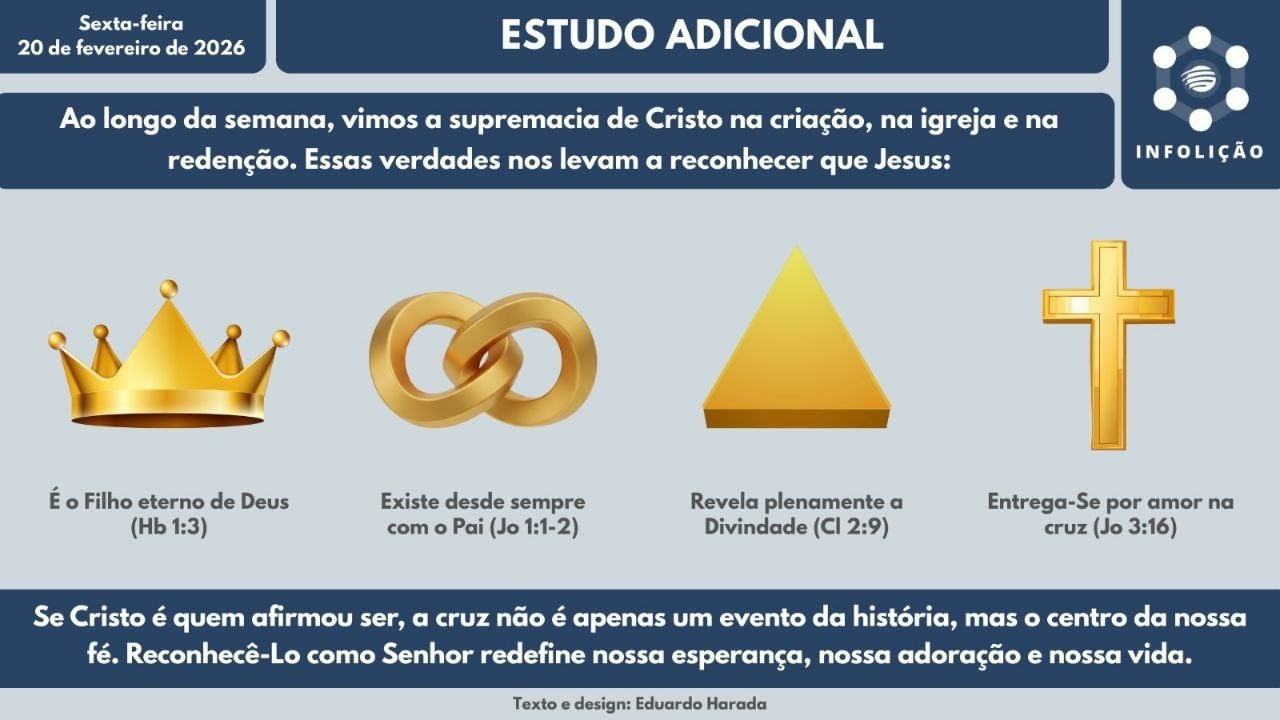 Sexta-feira
20 de fevereiro de 2026
ESTUDO ADICIONAL
INFOLIÇÃO
Ao longo da semana, vimos a supremacia de Cristo na criação, na igreja e na
redenção. Essas verdades nos levam a reconhecer que Jesus:
É o Filho eterno de Deus
(Hb 1:3)
Existe desde sempre
com o Pai (Jo 1:1-2)
Revela plenamente a
Divindade (Cl 2:9)
Entrega-Se por amor na
cruz (Jo 3:16)
Se Cristo é quem afirmou ser, a cruz não é apenas um evento da história, mas o centro da nossa
fé. Reconhecê-Lo como Senhor redefine nossa esperança, nossa adoração e nossa vida.
Texto e design: Eduardo Harada